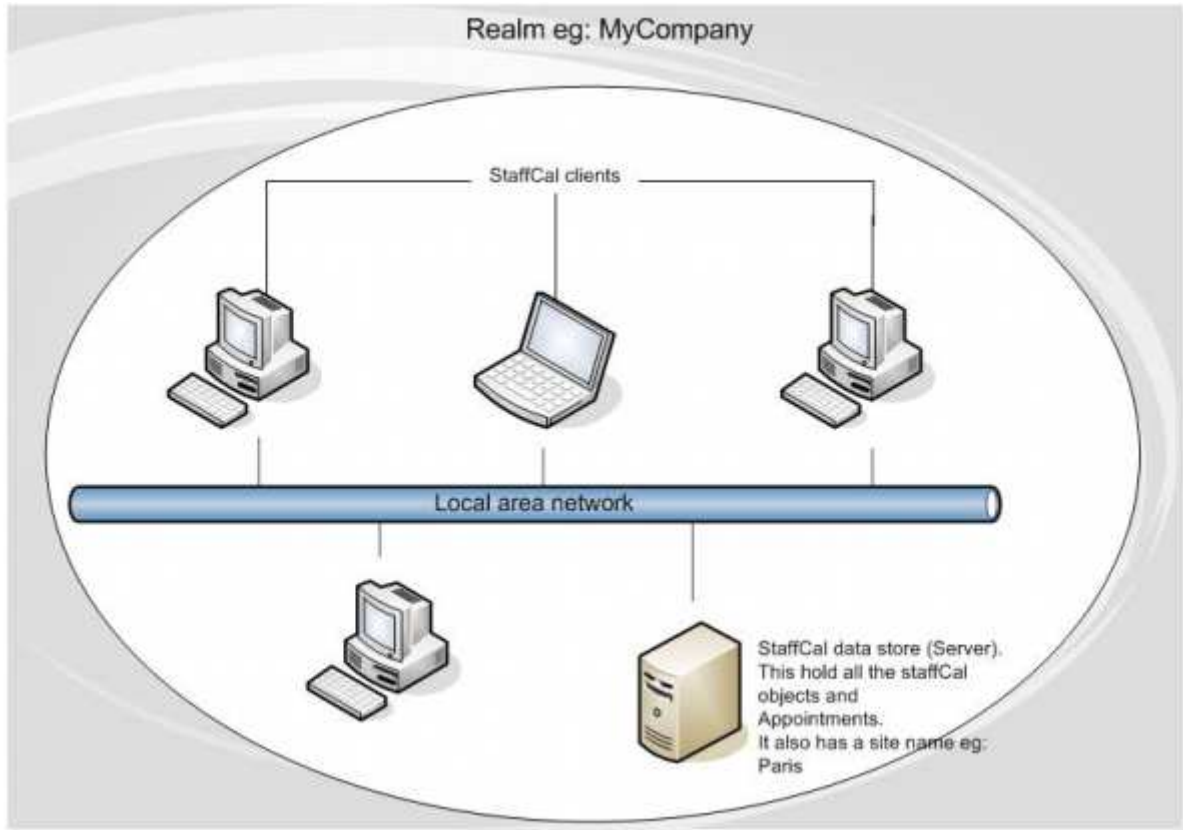 Realm eg: MyCompany
StaffCal clients
Local area network
StaffCal data store (Server).
This hold all the staffCal
objects and
Appointments.
It also has a site name eg:
Paris